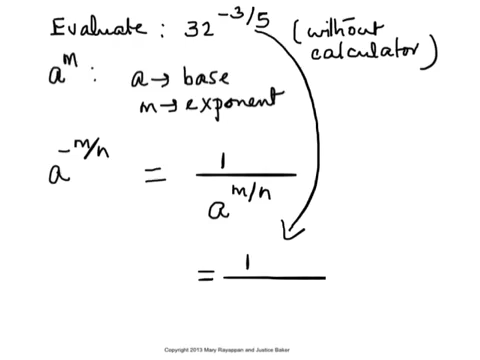 Evaluate : 32^{-3/5} (without calculator)
a^m : a → base
m → exponent
a^{-m/n} = 1/a^{m/n}
= 1/
Copyright 2013 Mary Rayappan and Justice Baker